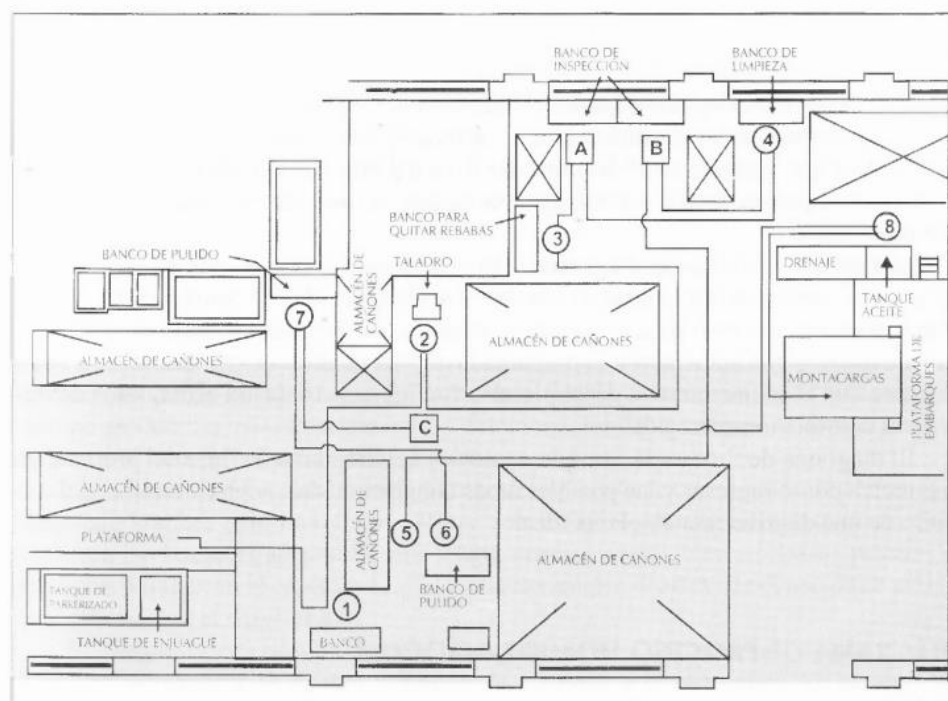 BANCO DE
INSPECCIÓN
BANCO DE
LIMPIEZA
A
B
4
BANCO PARA
QUITAR REBABAS
3
8
BANCO DE PULIDO
TALADRO
DRENAJE
ALMACÉN DE
CAÑONES
TANQUE
ACEITE
7
2
ALMACÉN DE CAÑONES
ALMACÉN DE CAÑONES
MONTACARGAS
PLATAFORMA DE
EMBARQUES
C
ALMACÉN DE CAÑONES
ALMACÉN DE
CAÑONES
PLATAFORMA
5
6
ALMACÉN DE CAÑONES
TANQUE DE
PARKERIZADO
BANCO DE
PULIDO
1
TANQUE DE ENJUAGUE
BANCO